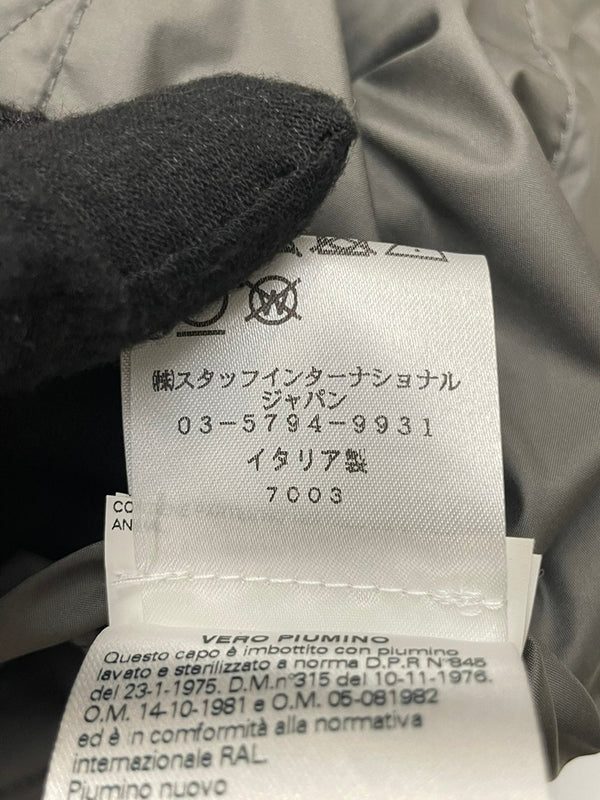 ㈱スタッフインターナショナル
ジャパン
03-5794-9931
イタリア製
7003
CO
AN
VERO PIUMINO
Questo capo è imbottito con piumino
lavato e sterilizzato a norma D.P.R N°845
del 23-1-1975. D.M.n°315 del 10-11-1976.
O.M. 14-10-1981 e O.M. 05-081982
ed è in conformità alla normativa
internazionale RAL.
Piumino nuovo